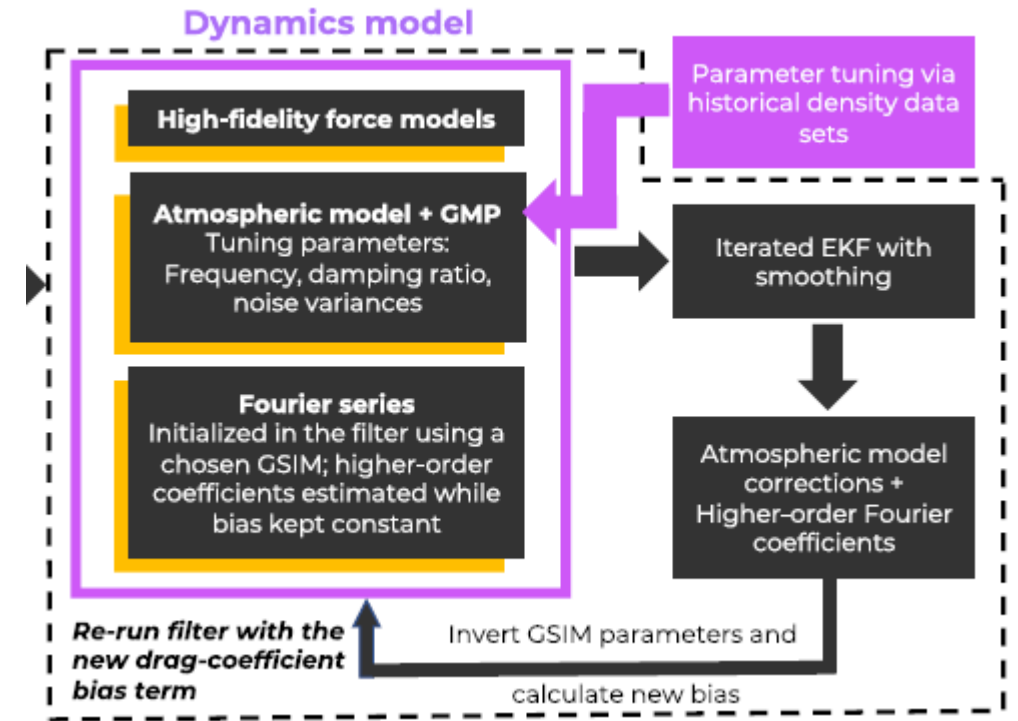 Dynamics model
High-fidelity force models
Atmospheric model + GMP
Tuning parameters:
Frequency, damping ratio,
noise variances
Fourier series
Initialized in the filter using a
chosen GSIM; higher-order
coefficients estimated while
bias kept constant
Parameter tuning via
historical density data
sets
Iterated EKF with
smoothing
Atmospheric model
corrections +
Higher-order Fourier
coefficients
Invert GSIM parameters and
calculate new bias
Re-run filter with the
new drag-coefficient
bias term